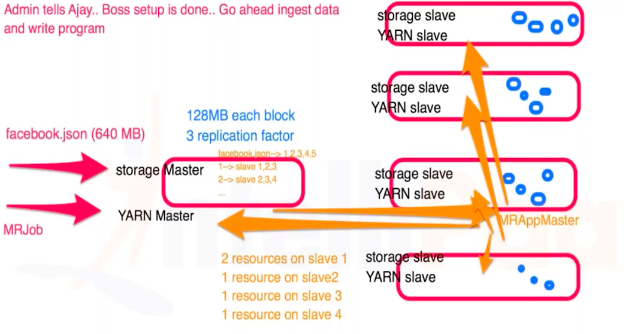 Admin tells Ajay.. Boss setup is done.. Go ahead ingest data
and write program
storage slave
YARN slave
storage slave
YARN slave
128MB each block
3 replication factor
facebook.json (640 MB)
facebook.json--> 1,2,3,4,5
1--> slave 1,2,3
2--> slave 2,3,4
...
storage Master
YARN Master
MRJob
storage slave
YARN slave
MRAppMaster
2 resources on slave 1
1 resource on slave2
1 resource on slave 3
1 resource on slave 4
storage slave
YARN slave